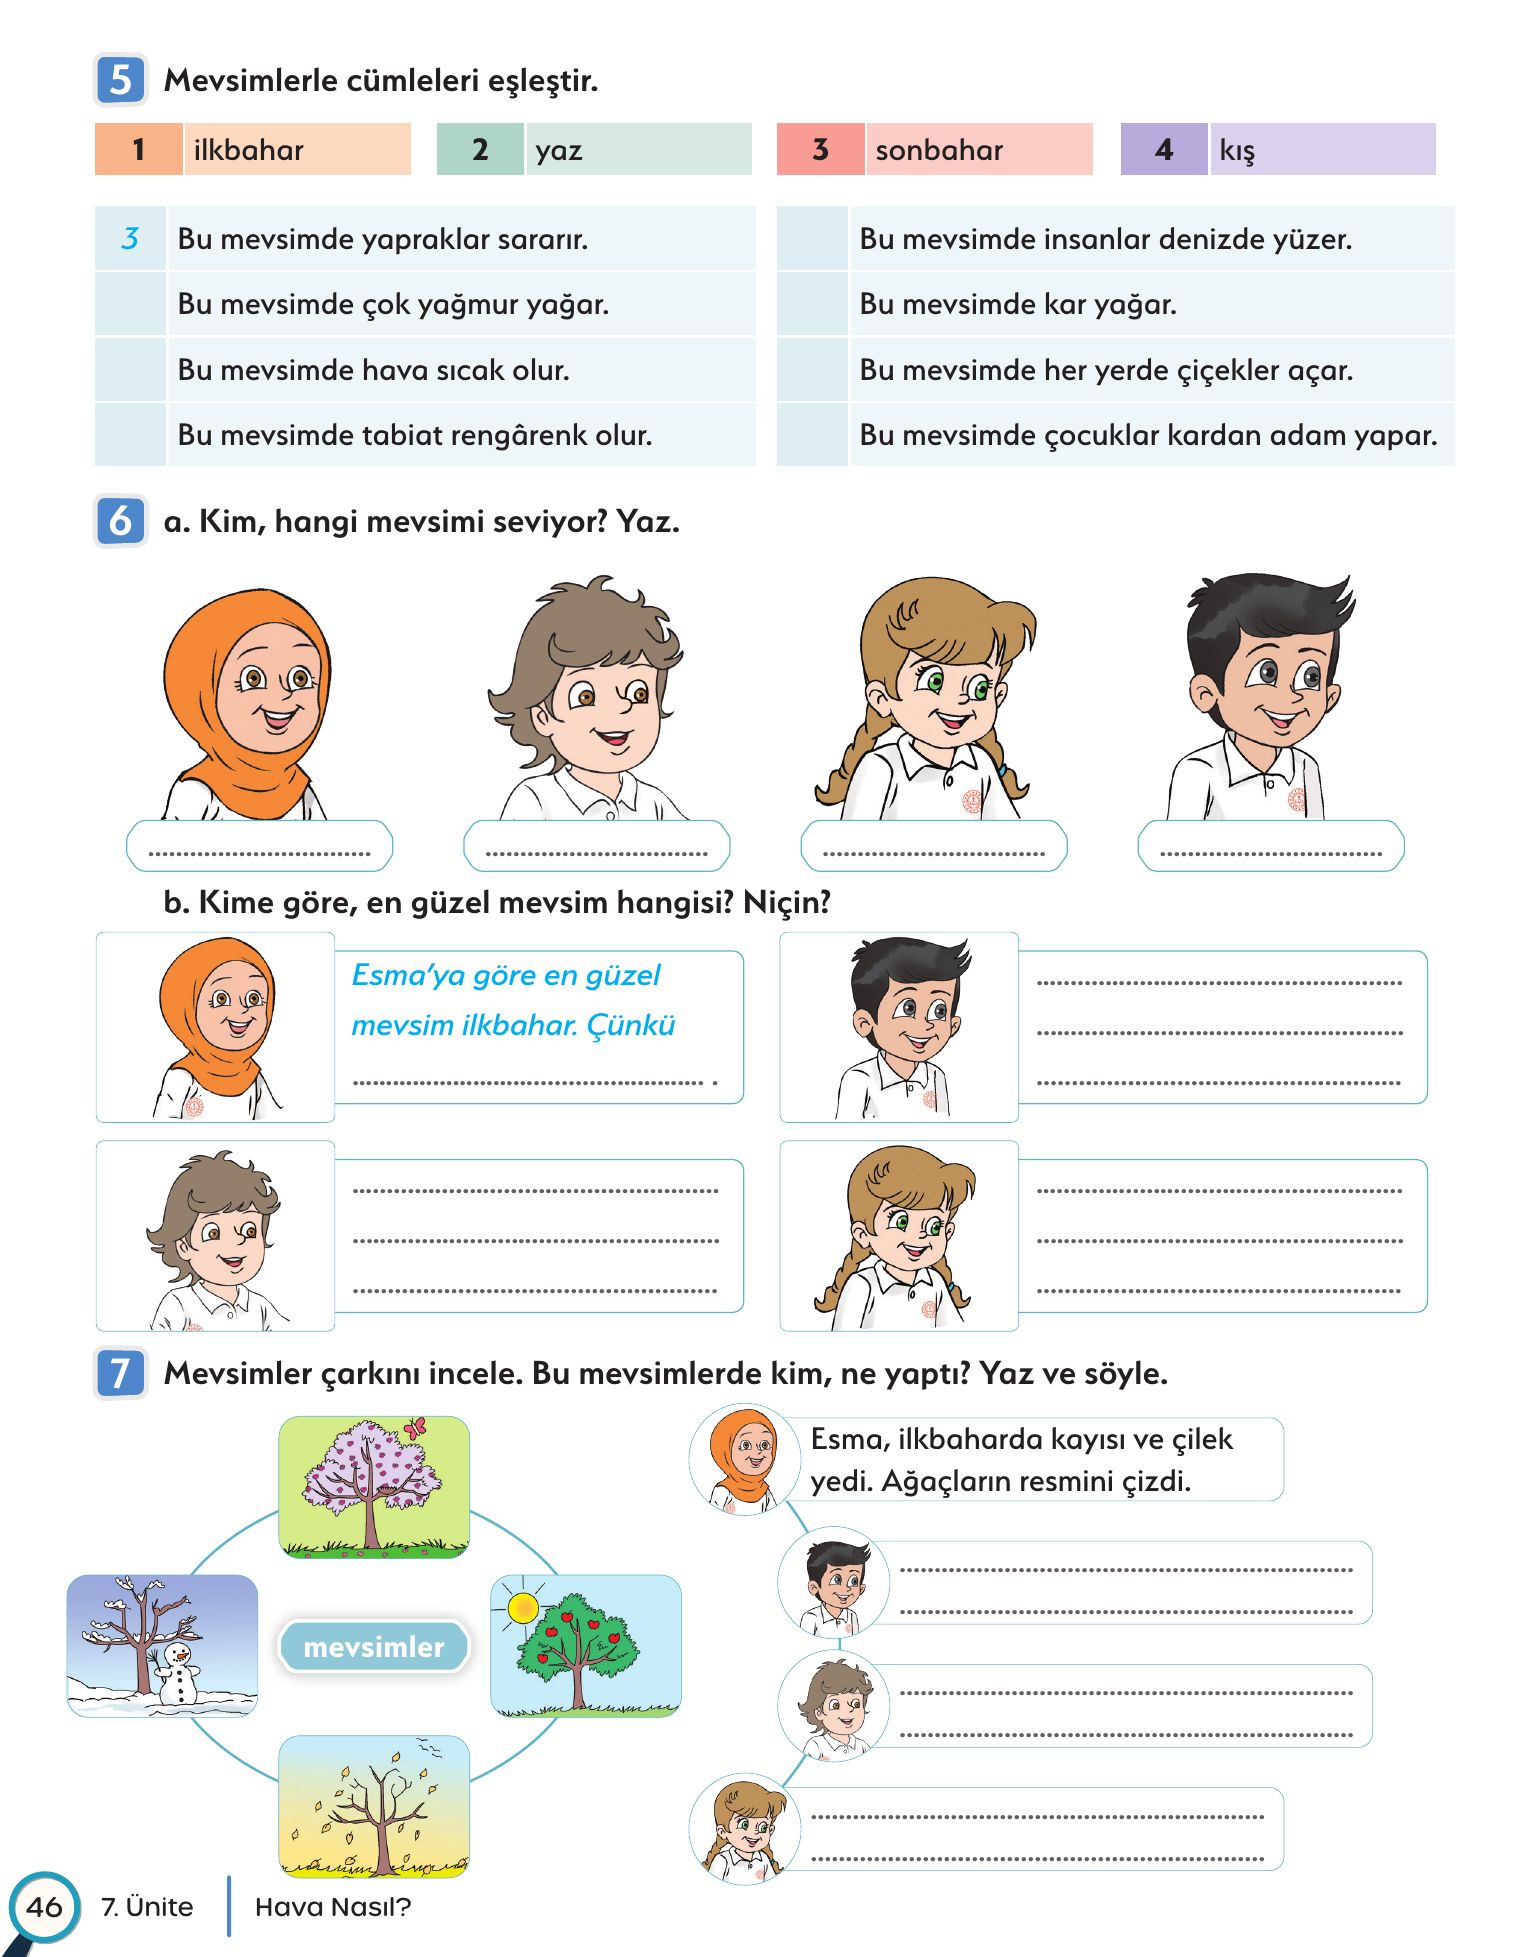 5 Mevsimlerle cümleleri eşleştir.
1 ilkbahar 2 yaz 3 sonbahar 4 kış
3 Bu mevsimde yapraklar sararır.
Bu mevsimde çok yağmur yağar.
Bu mevsimde hava sıcak olur.
Bu mevsimde tabiat rengârenk olur.
Bu mevsimde insanlar denizde yüzer.
Bu mevsimde kar yağar.
Bu mevsimde her yerde çiçekler açar.
Bu mevsimde çocuklar kardan adam yapar.
6 a. Kim, hangi mevsimi seviyor? Yaz.
b. Kime göre, en güzel mevsim hangisi? Niçin?
Esma'ya göre en güzel
mevsim ilkbahar. Çünkü
7 Mevsimler çarkını incele. Bu mevsimlerde kim, ne yaptı? Yaz ve söyle.
mevsimler
Esma, ilkbaharda kayısı ve çilek
yedi. Ağaçların resmini çizdi.
46 7. Ünite Hava Nasıl?